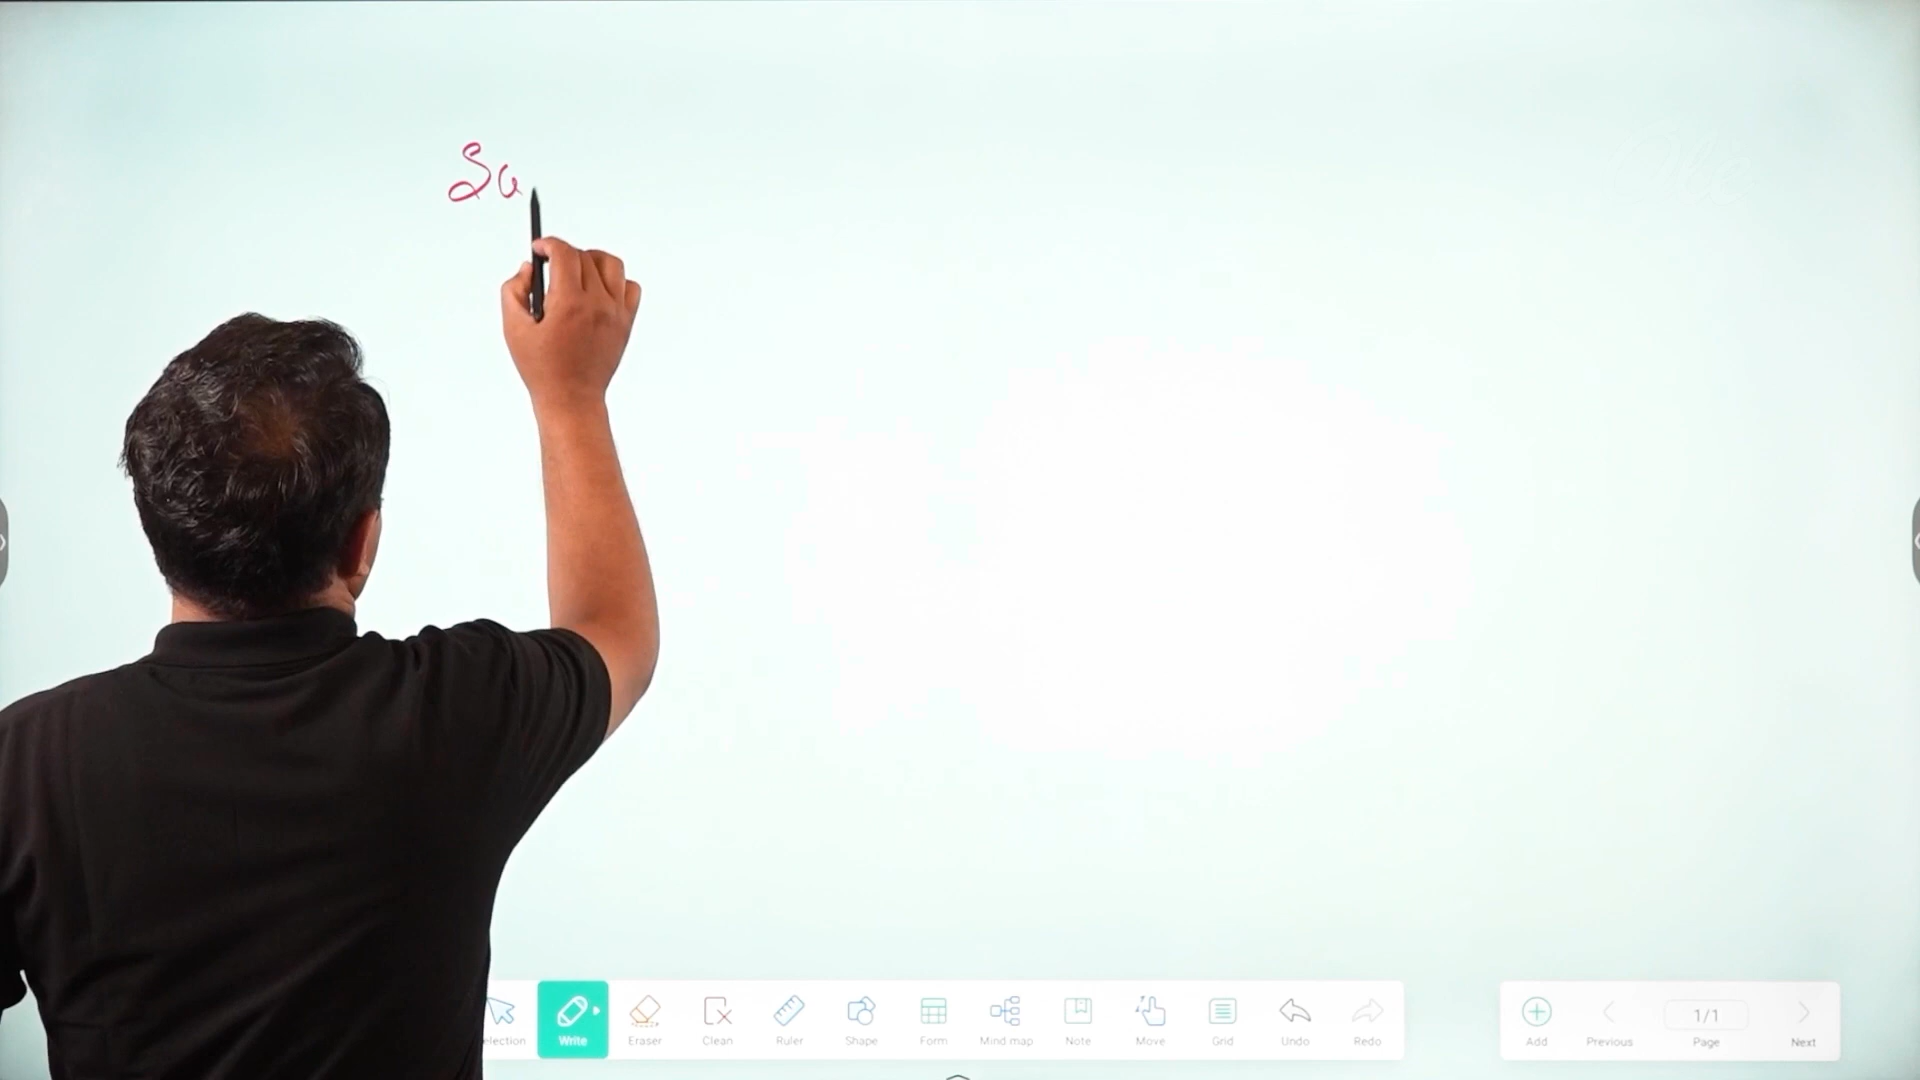 Sa
election
Write
Eraser
Clean
Ruler
Shape
Form
Mind map
Note
Move
Grid
Undo
Redo
Add
Previous
1/1
Page
Next